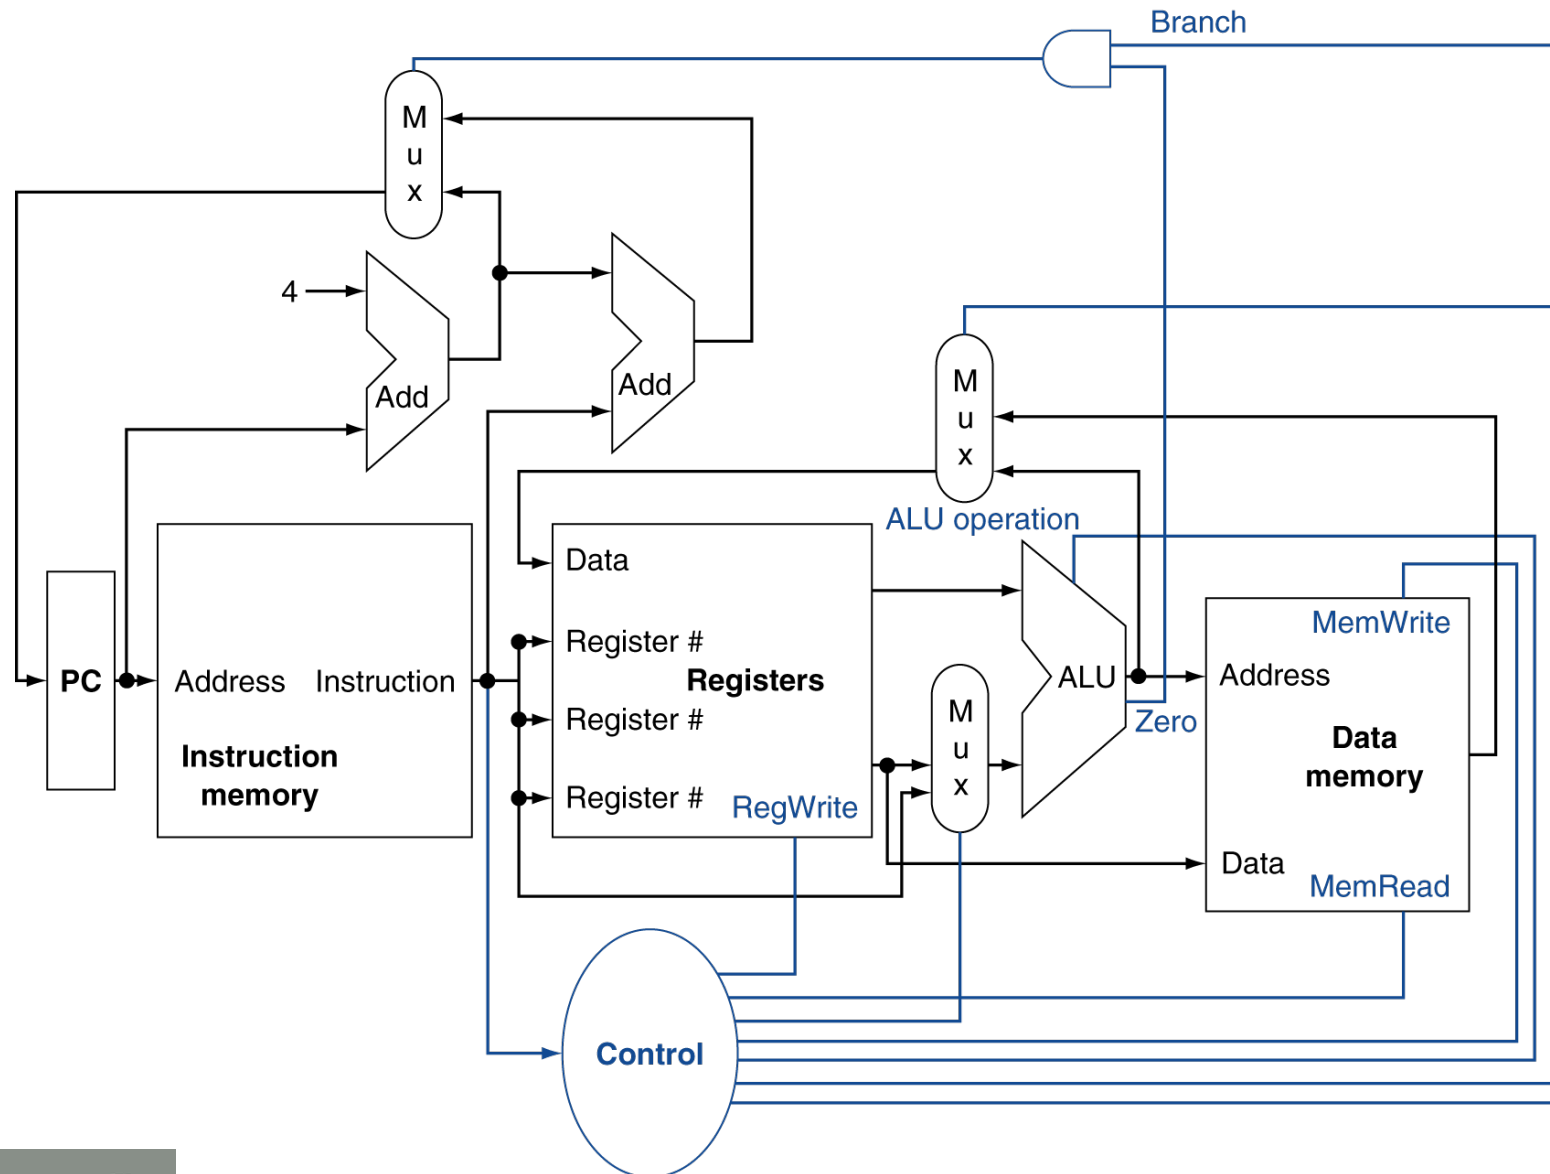 Branch
M
u
x
4
Add
Add
M
u
x
ALU operation
Data
Register #
Registers
Register #
Register #
RegWrite
PC
Address
Instruction
Instruction
memory
M
u
x
ALU
Zero
MemWrite
Address
Data
memory
Data
MemRead
Control